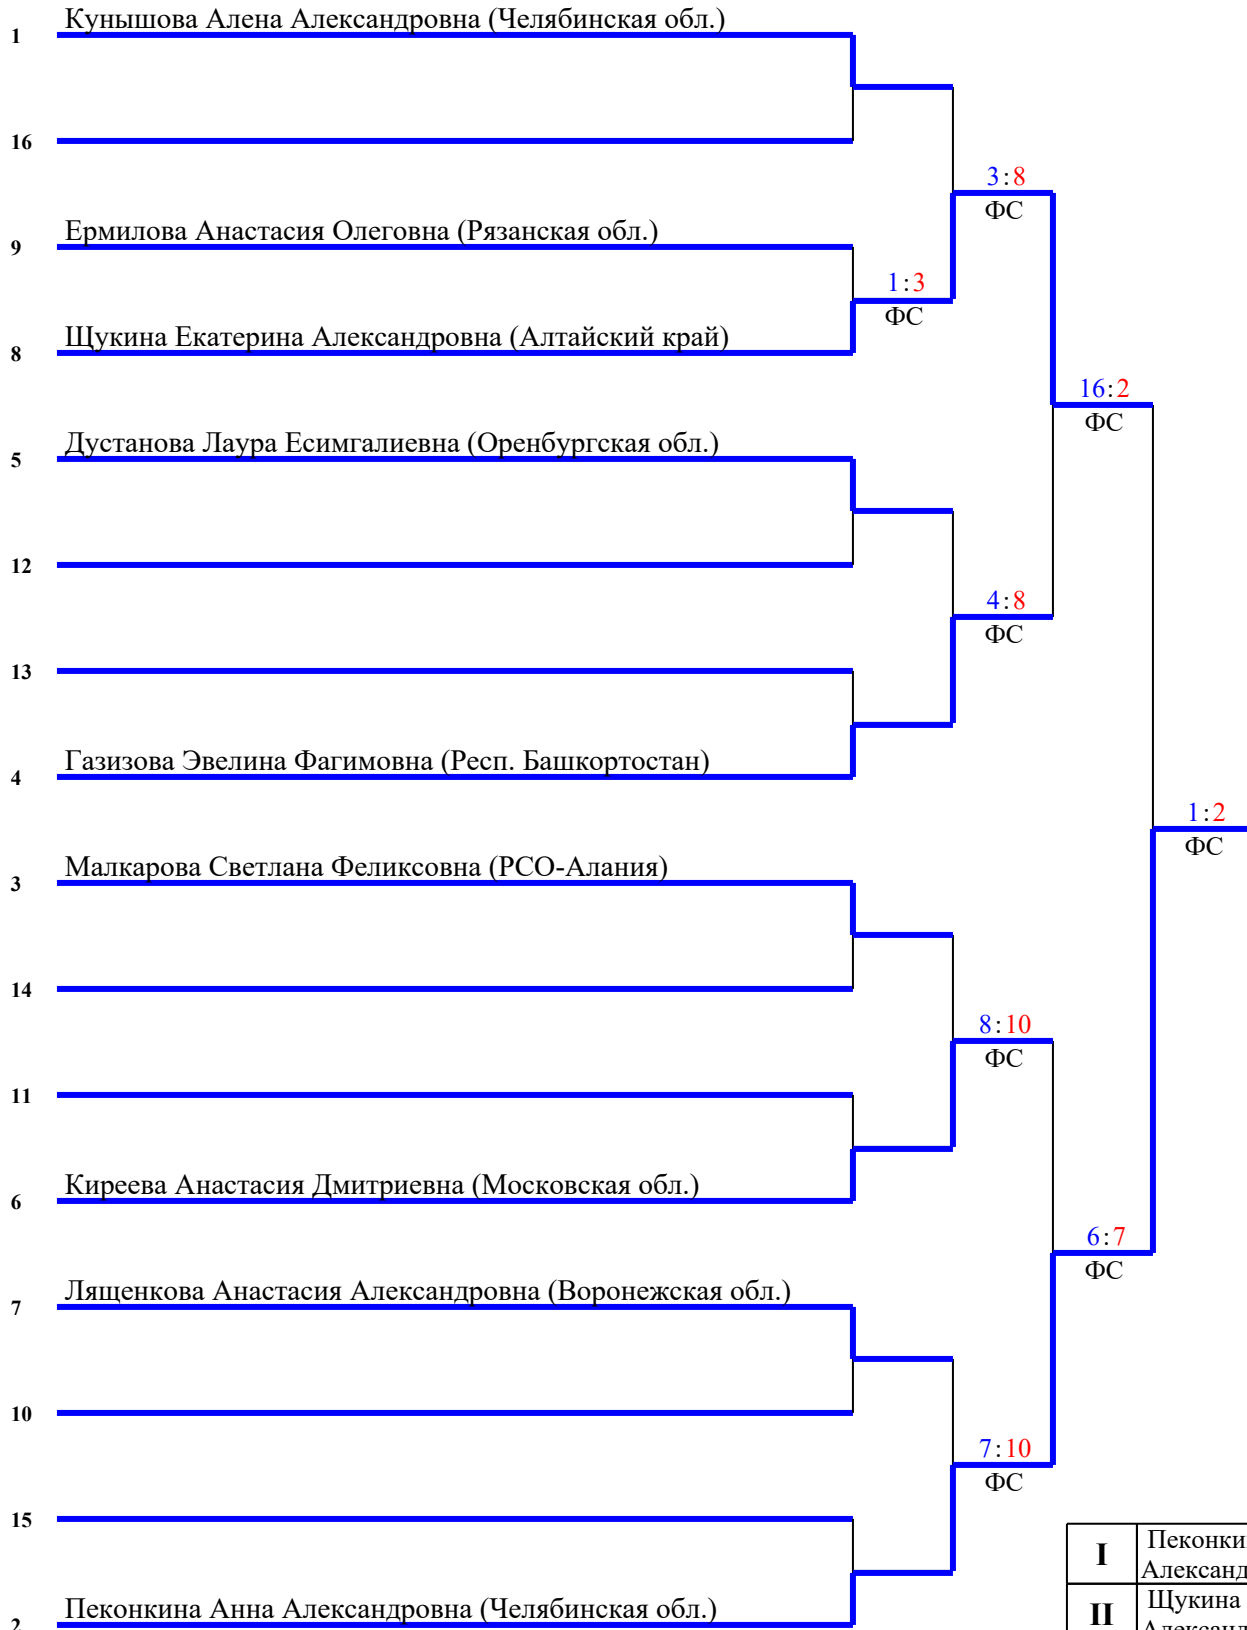 Кунышова Алена Александровна (Челябинская обл.)
1
16
3:8
ФС
Ермилова Анастасия Олеговна (Рязанская обл.)
9
1:3
ФС
Щукина Екатерина Александровна (Алтайский край)
8
16:2
ФС
Дустанова Лаура Есимгалиевна (Оренбургская обл.)
5
12
4:8
ФС
13
Газизова Эвелина Фагимовна (Респ. Башкортостан)
4
1:2
ФС
Малкарова Светлана Феликсовна (РСО-Алания)
3
14
8:10
ФС
11
Киреева Анастасия Дмитриевна (Московская обл.)
6
6:7
ФС
Лященкова Анастасия Александровна (Воронежская обл.)
7
10
7:10
ФС
15
I
Пеконки
Александ
Пеконкина Анна Александровна (Челябинская обл.)
2
II
Щукина
Александ